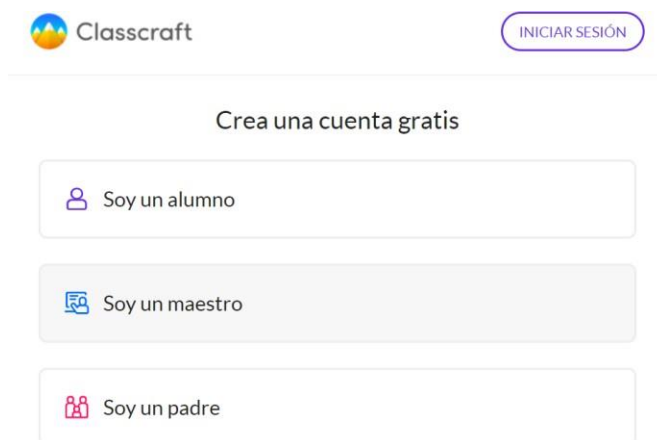 Classcraft
INICIAR SESIÓN
Crea una cuenta gratis
Soy un alumno
Soy un maestro
Soy un padre